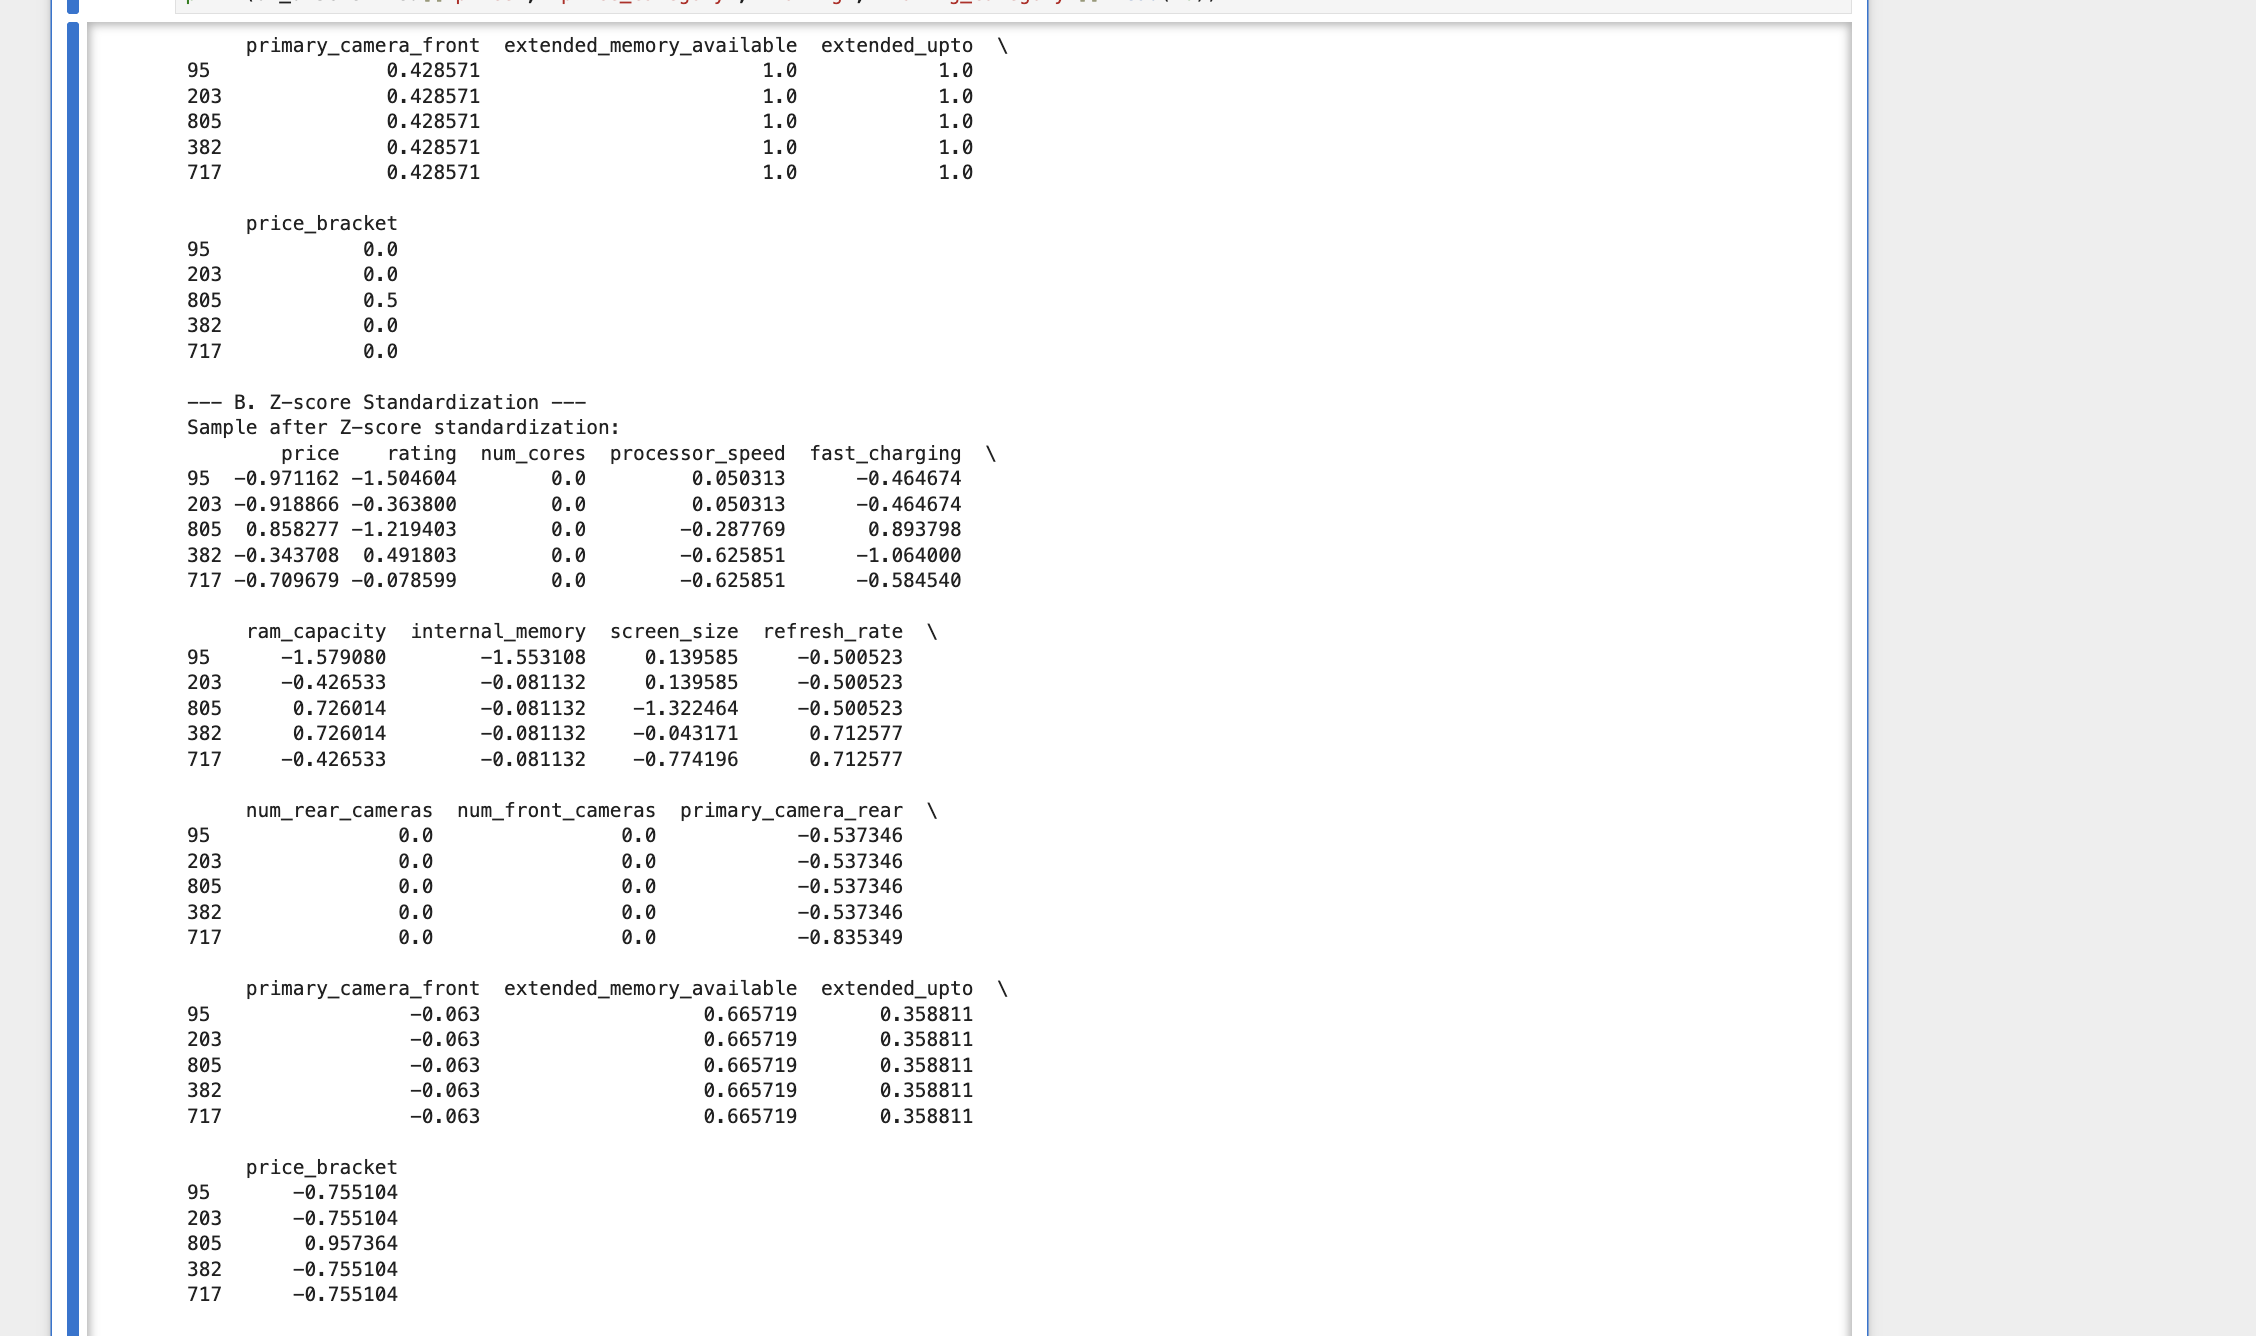 primary_camera_front  extended_memory_available  extended_upto  \
95               0.428571                        1.0            1.0
203              0.428571                        1.0            1.0
805              0.428571                        1.0            1.0
382              0.428571                        1.0            1.0
717              0.428571                        1.0            1.0
     price_bracket
95             0.0
203            0.0
805            0.5
382            0.0
717            0.0
--- B. Z-score Standardization ---
Sample after Z-score standardization:
        price    rating  num_cores  processor_speed  fast_charging  \
95  -0.971162 -1.504604        0.0         0.050313      -0.464674
203 -0.918866 -0.363800        0.0         0.050313      -0.464674
805  0.858277 -1.219403        0.0        -0.287769       0.893798
382 -0.343708  0.491803        0.0        -0.625851      -1.064000
717 -0.709679 -0.078599        0.0        -0.625851      -0.584540
     ram_capacity  internal_memory  screen_size  refresh_rate  \
95      -1.579080        -1.553108     0.139585     -0.500523
203     -0.426533        -0.081132     0.139585     -0.500523
805      0.726014        -0.081132    -1.322464     -0.500523
382      0.726014        -0.081132    -0.043171      0.712577
717     -0.426533        -0.081132    -0.774196      0.712577
     num_rear_cameras  num_front_cameras  primary_camera_rear  \
95                0.0                0.0            -0.537346
203               0.0                0.0            -0.537346
805               0.0                0.0            -0.537346
382               0.0                0.0            -0.537346
717               0.0                0.0            -0.835349
     primary_camera_front  extended_memory_available  extended_upto  \
95                 -0.063                   0.665719       0.358811
203                -0.063                   0.665719       0.358811
805                -0.063                   0.665719       0.358811
382                -0.063                   0.665719       0.358811
717                -0.063                   0.665719       0.358811
     price_bracket
95       -0.755104
203      -0.755104
805       0.957364
382      -0.755104
717      -0.755104